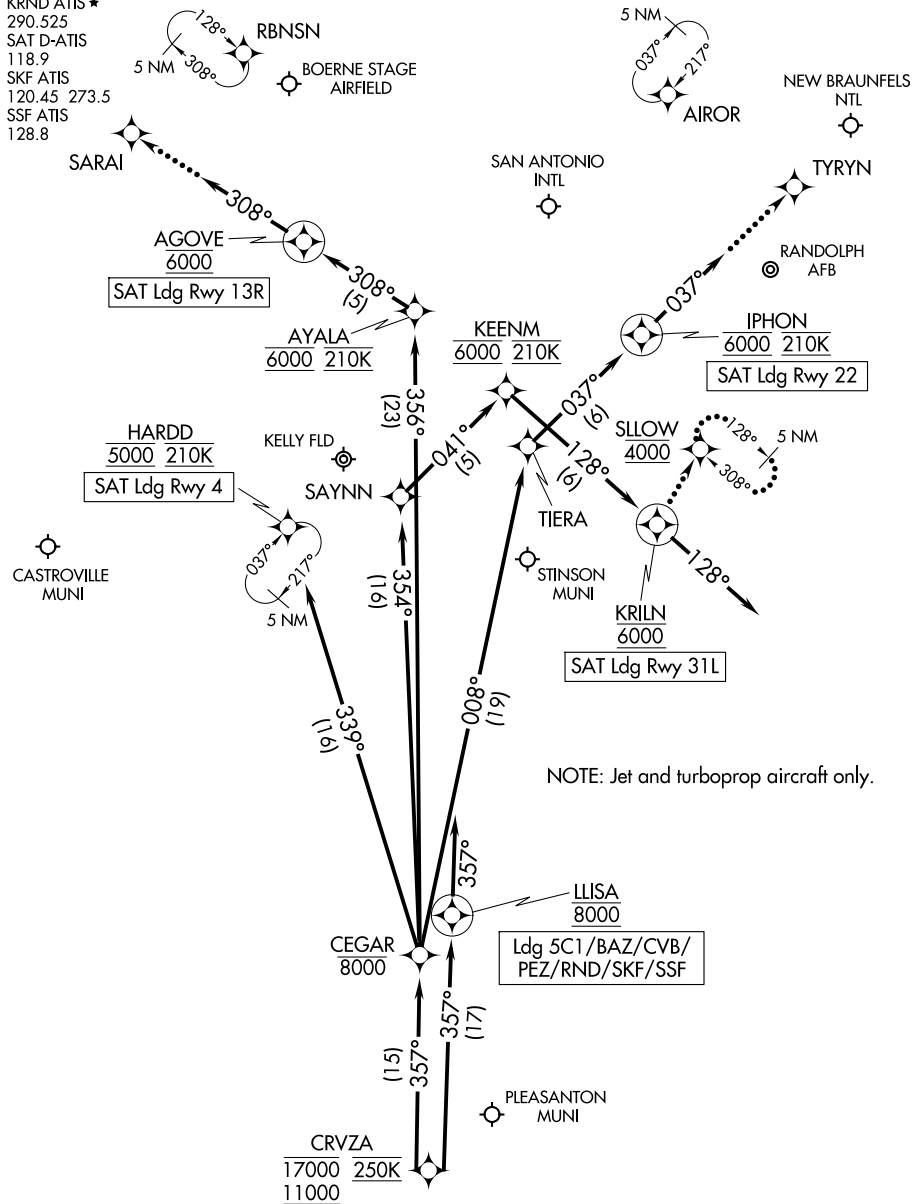 KRND ATIS ★
290.525
SAT D-ATIS
118.9
SKF ATIS
120.45 273.5
SSF ATIS
128.8
5 NM
128°
308°
RBNSN
BOERNE STAGE
AIRFIELD
5 NM
037°
217°
AIROR
NEW BRAUNFELS
NTL
SARAI
308°
SAN ANTONIO
INTL
TYRYN
AGOVE
6000
SAT Ldg Rwy 13R
308°
(5)
RANDOLPH
AFB
037°
AYALA
6000 210K
KEENM
6000 210K
IPHON
6000 210K
SAT Ldg Rwy 22
356°
(23)
037°
(6)
HARDD
5000 210K
SAT Ldg Rwy 4
KELLY FLD
041°
(5)
SLLOW
4000
128°
308°
5 NM
128°
(6)
SAYNN
TIERA
CASTROVILLE
MUNI
037°
217°
5 NM
354°
(16)
STINSON
MUNI
128°
KRILN
6000
SAT Ldg Rwy 31L
339°
(16)
008°
(19)
NOTE: Jet and turboprop aircraft only.
357°
LLISA
8000
Ldg 5C1/BAZ/CVB/
PEZ/RND/SKF/SSF
CEGAR
8000
357°
(15)
357°
(17)
PLEASANTON
MUNI
CRVZA
17000 250K
11000